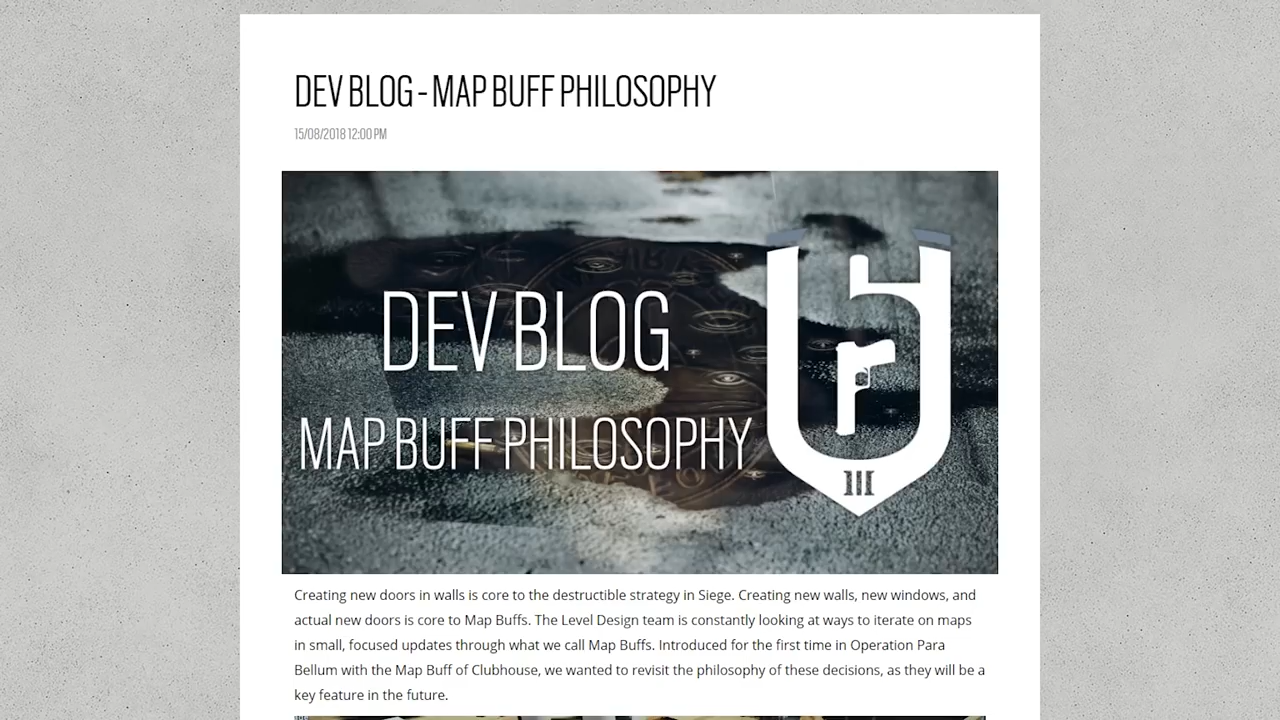 DEV BLOG - MAP BUFF PHILOSOPHY
15/08/2018 12:00 PM
DEV BLOG
MAP BUFF PHILOSOPHY
III
Creating new doors in walls is core to the destructible strategy in Siege. Creating new walls, new windows, and
actual new doors is core to Map Buffs. The Level Design team is constantly looking at ways to iterate on maps
in small, focused updates through what we call Map Buffs. Introduced for the first time in Operation Para
Bellum with the Map Buff of Clubhouse, we wanted to revisit the philosophy of these decisions, as they will be a
key feature in the future.